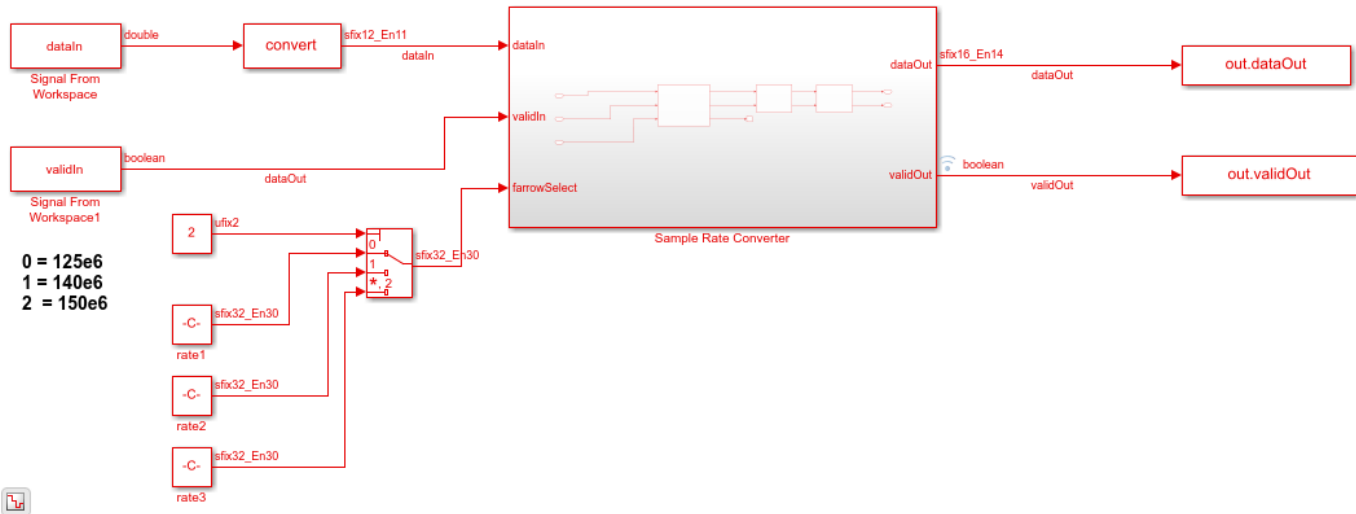 dataIn
double
Signal From
Workspace
convert
sfix12_En11
dataIn
dataIn
validIn
farrowSelect
dataOut
validOut
Sample Rate Converter
sfix16_En14
dataOut
out.dataOut
boolean
validOut
out.validOut
validIn
boolean
dataOut
Signal From
Workspace1
2
ufix2
0
1
*, 2
sfix32_En30
0 = 125e6
1 = 140e6
2 = 150e6
-C-
sfix32_En30
rate1
-C-
sfix32_En30
rate2
-C-
sfix32_En30
rate3